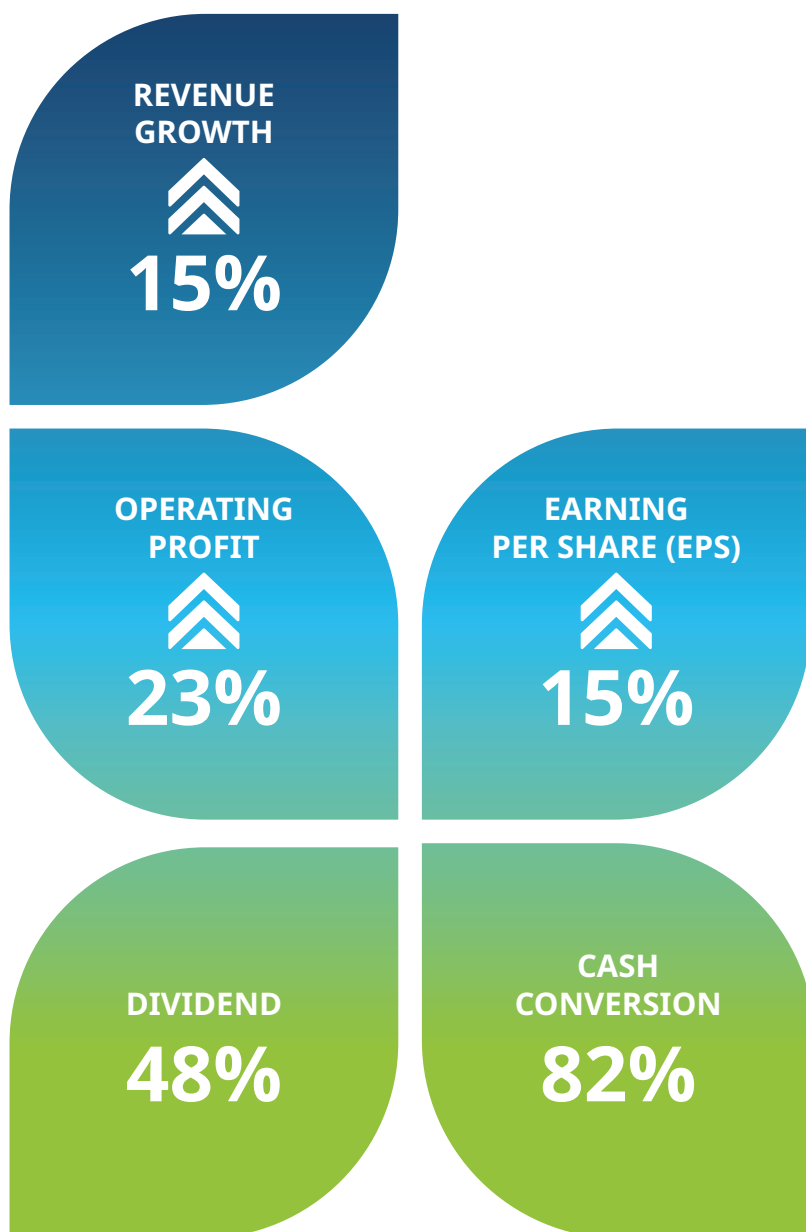 REVENUE
GROWTH
15%
OPERATING
PROFIT
23%
EARNING
PER SHARE (EPS)
15%
DIVIDEND
48%
CASH
CONVERSION
82%